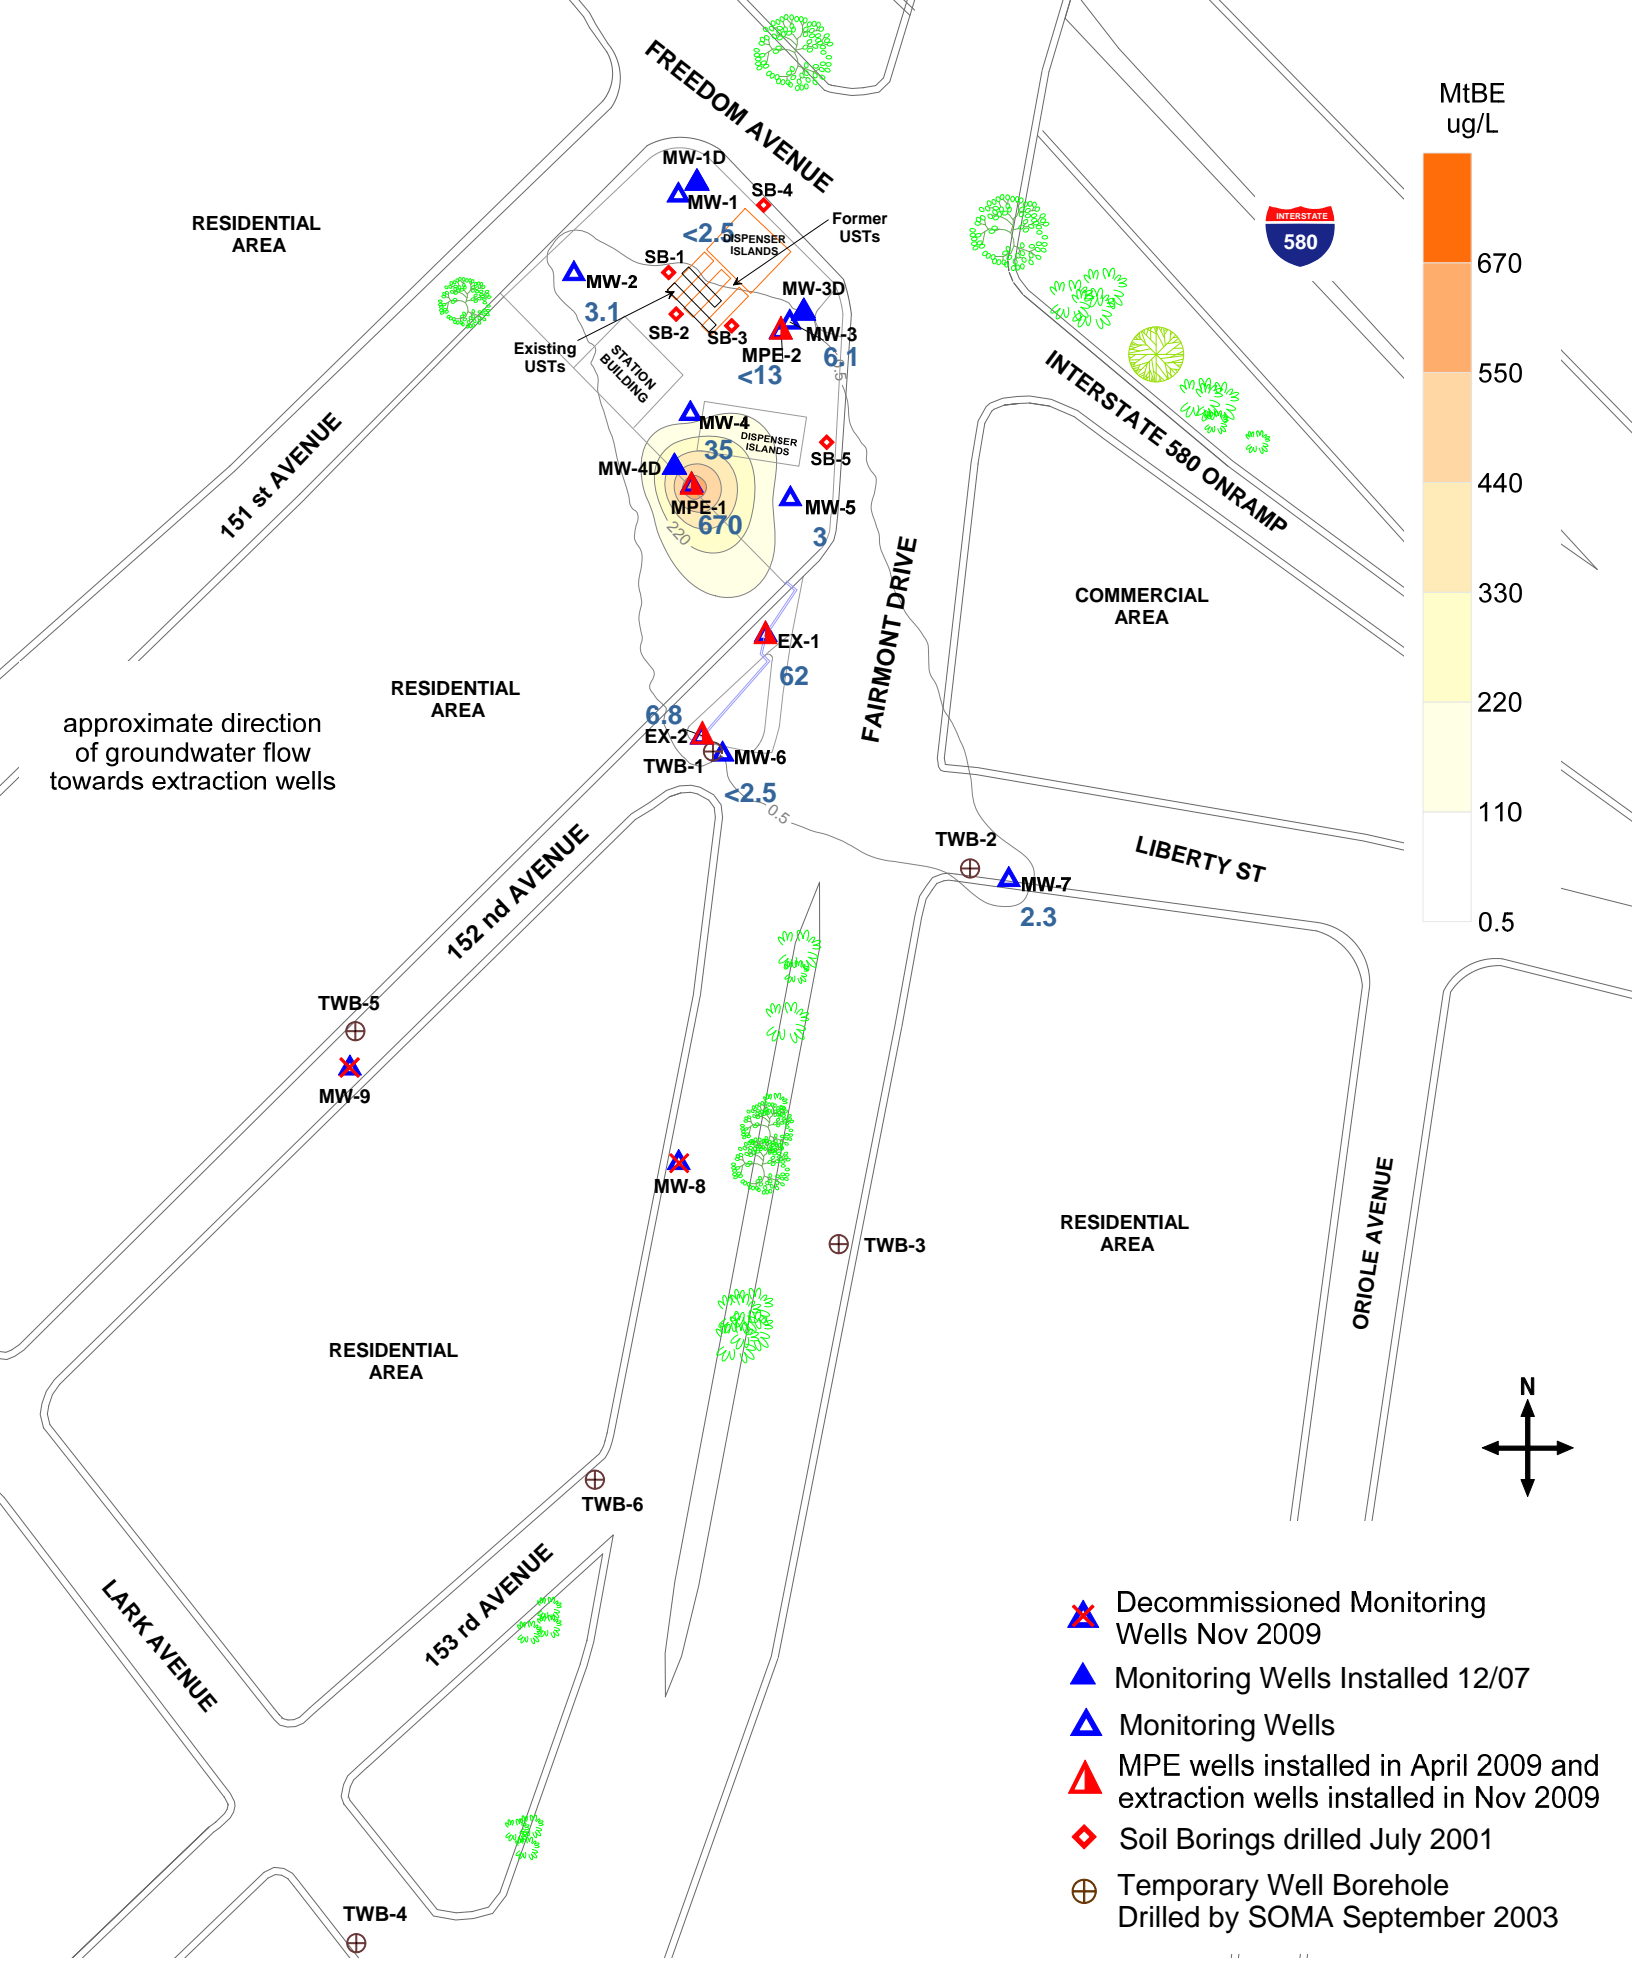 FREEDOM AVENUE
MtBE
ug/L
MW-1D
MW-1
<2.5
SB-4
DISPENSER
ISLANDS
Former
USTs
RESIDENTIAL
AREA
INTERSTATE
580
SB-1
MW-2
3.1
SB-2
SB-3
MW-3D
MW-3
6.1
MPE-2
<13
0.5
Existing
USTs
STATION
BUILDING
670
550
440
330
220
110
0.5
INTERSTATE 580 ONRAMP
151 st AVENUE
MW-4
35
DISPENSER
ISLANDS
SB-5
MW-4D
MPE-1
670
220
MW-5
3
FAIRMONT DRIVE
COMMERCIAL
AREA
EX-1
62
RESIDENTIAL
AREA
approximate direction
of groundwater flow
towards extraction wells
6.8
EX-2
TWB-1
MW-6
<2.5
0.5
TWB-2
MW-7
2.3
LIBERTY ST
152 nd AVENUE
TWB-5
MW-9
MW-8
TWB-3
RESIDENTIAL
AREA
ORIOLE AVENUE
RESIDENTIAL
AREA
N
TWB-6
153 rd AVENUE
LARK AVENUE
TWB-4
Decommissioned Monitoring
Wells Nov 2009
Monitoring Wells Installed 12/07
Monitoring Wells
MPE wells installed in April 2009 and
extraction wells installed in Nov 2009
Soil Borings drilled July 2001
Temporary Well Borehole
Drilled by SOMA September 2003